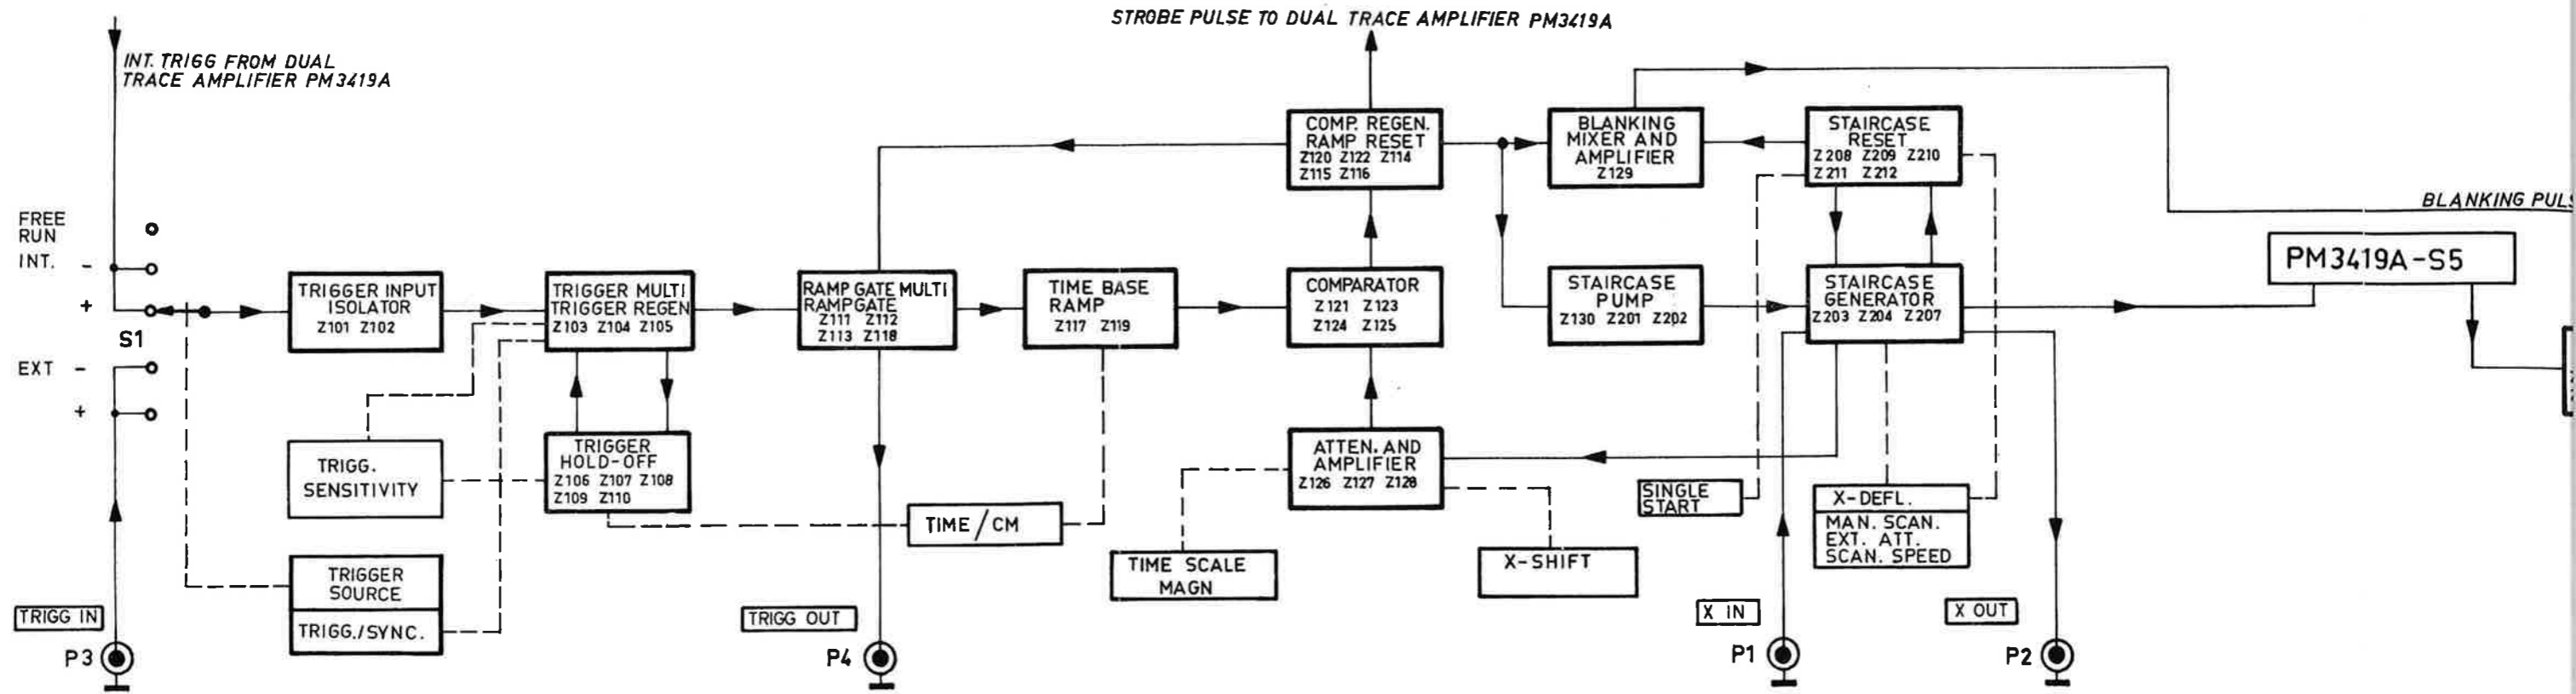 STROBE PULSE TO DUAL TRACE AMPLIFIER PM3419A
INT. TRIGG FROM DUAL
TRACE AMPLIFIER PM3419A
FREE
RUN
INT. -
+
S1
EXT -
+
TRIGGER INPUT
ISOLATOR
Z101 Z102
TRIGGER MULTI
TRIGGER REGEN
Z103 Z104 Z105
RAMP GATE MULTI
RAMPGATE
Z111 Z112
Z113 Z118
TIME BASE
RAMP
Z117 Z119
COMP. REGEN.
RAMP RESET
Z120 Z122 Z114
Z115 Z116
COMPARATOR
Z121 Z123
Z124 Z125
BLANKING
MIXER AND
AMPLIFIER
Z129
STAIRCASE
RESET
Z208 Z209 Z210
Z211 Z212
STAIRCASE
PUMP
Z130 Z201 Z202
STAIRCASE
GENERATOR
Z203 Z204 Z207
BLANKING PULS
PM3419A-S5
TRIGG.
SENSITIVITY
TRIGGER
HOLD-OFF
Z106 Z107 Z108
Z109 Z110
ATTEN. AND
AMPLIFIER
Z126 Z127 Z128
TIME/CM
TIME SCALE
MAGN
X-SHIFT
SINGLE
START
X-DEFL.
MAN. SCAN.
EXT. ATT.
SCAN. SPEED
TRIGGER
SOURCE
TRIGG./SYNC.
TRIGG IN
P3
TRIGG OUT
P4
X IN
P1
X OUT
P2